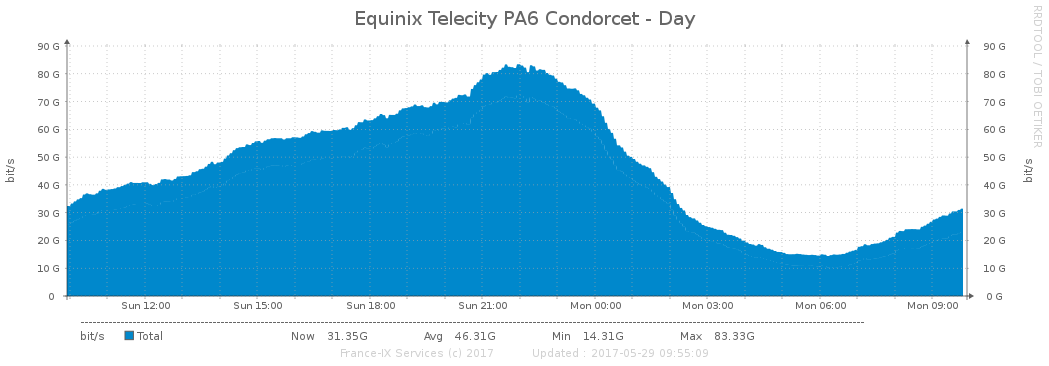 Equinix Telecity PA6 Condorcet - Day
RRDTOOL / TOBI OETIKER
90 G 90 G
80 G 80 G
70 G 70 G
60 G 60 G
50 G 50 G
40 G 40 G
30 G 30 G
20 G 20 G
10 G 10 G
0 0 G
bit/s
bit/s
Sun 12:00 Sun 15:00 Sun 18:00 Sun 21:00 Mon 00:00 Mon 03:00 Mon 06:00 Mon 09:00
bit/s Total Now 31.35G Avg 46.31G Min 14.31G Max 83.33G
France-IX Services (c) 2017 Updated : 2017-05-29 09:55:09